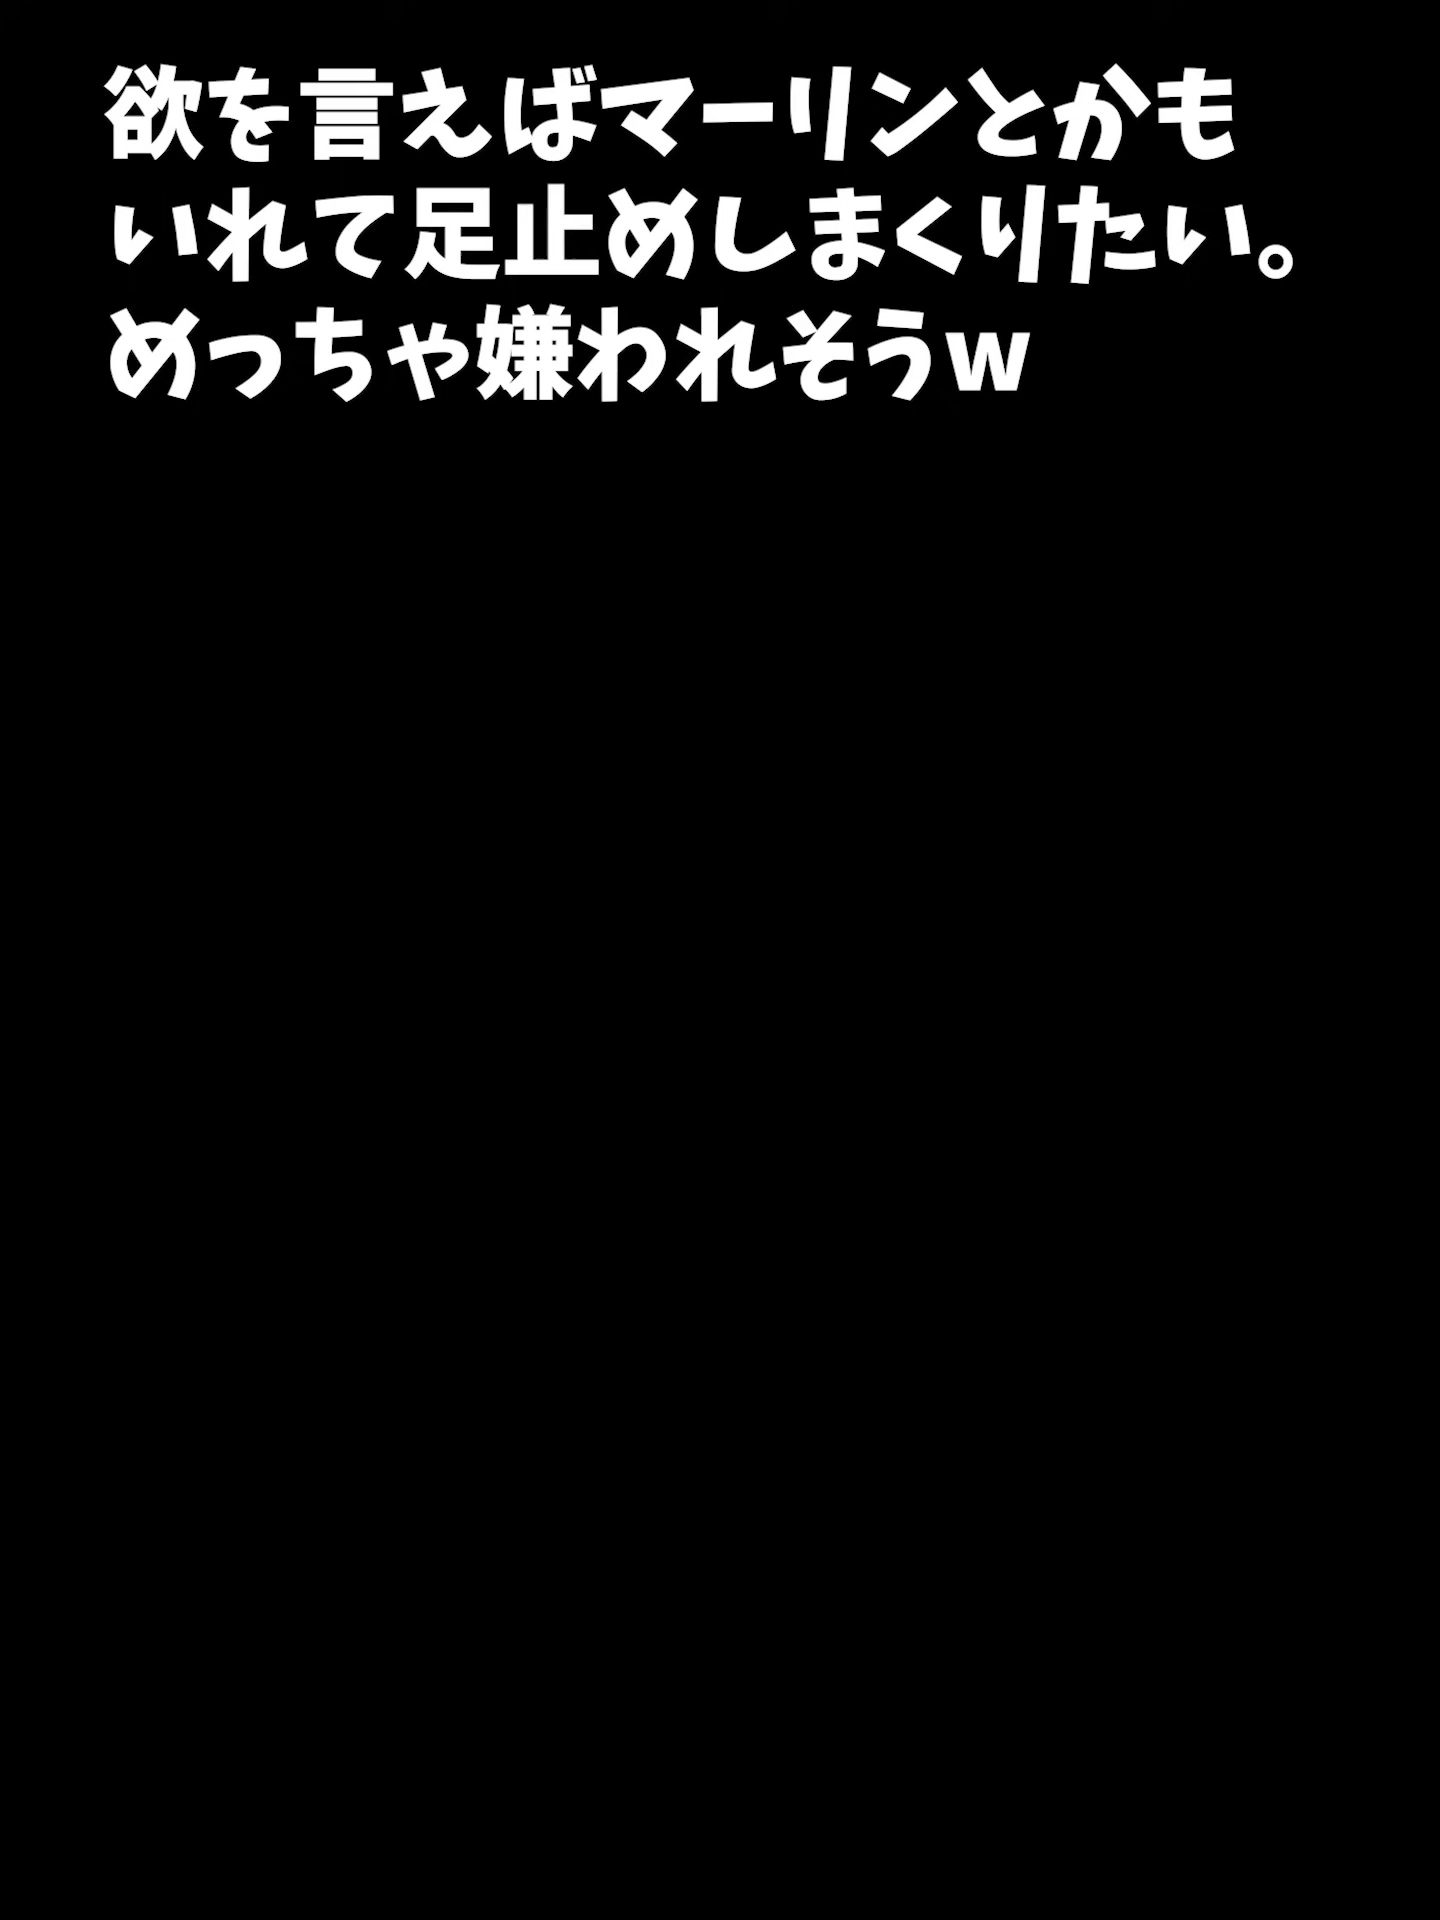 欲を言えばマーリンとかも
いれて足止めしまくりたい。
めっちゃ嫌われそうw